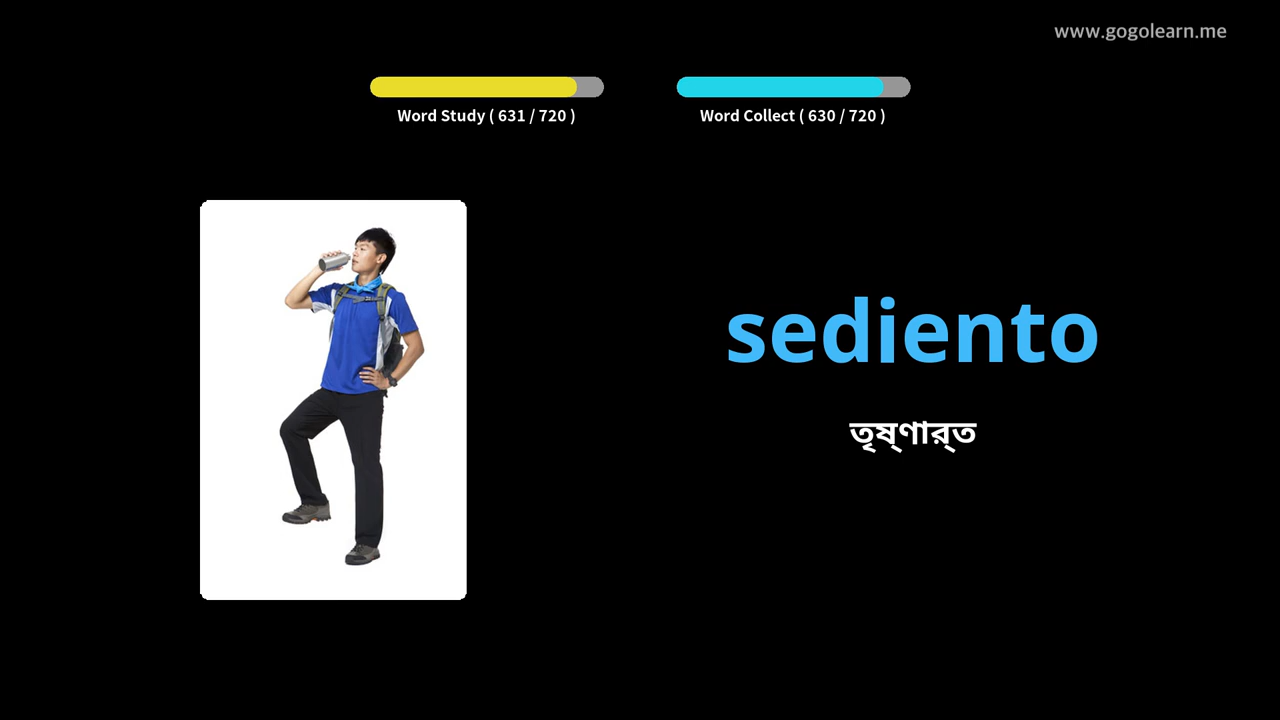 www.gogolearn.me
Word Study ( 631 / 720 )
Word Collect ( 630 / 720 )
sediento
তৃষ্ণার্ত